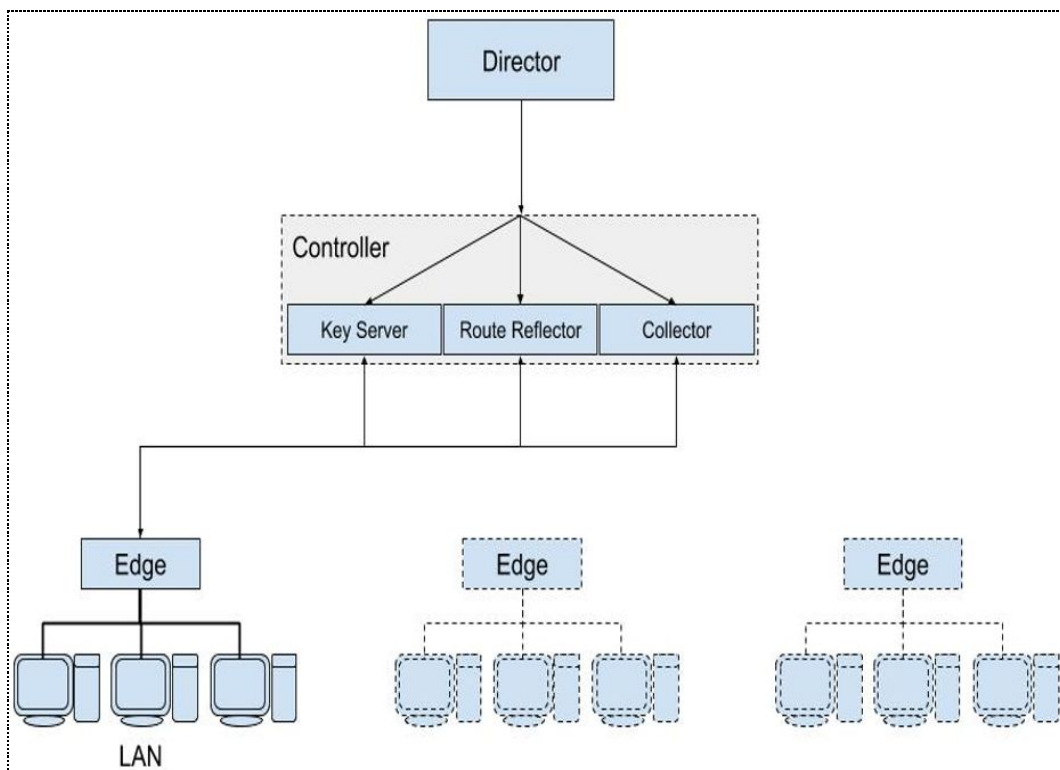 Director
Controller
Key Server
Route Reflector
Collector
Edge
Edge
Edge
LAN